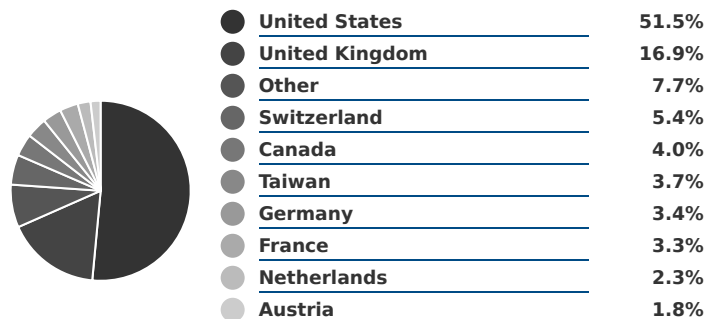 United States 51.5%
United Kingdom 16.9%
Other 7.7%
Switzerland 5.4%
Canada 4.0%
Taiwan 3.7%
Germany 3.4%
France 3.3%
Netherlands 2.3%
Austria 1.8%